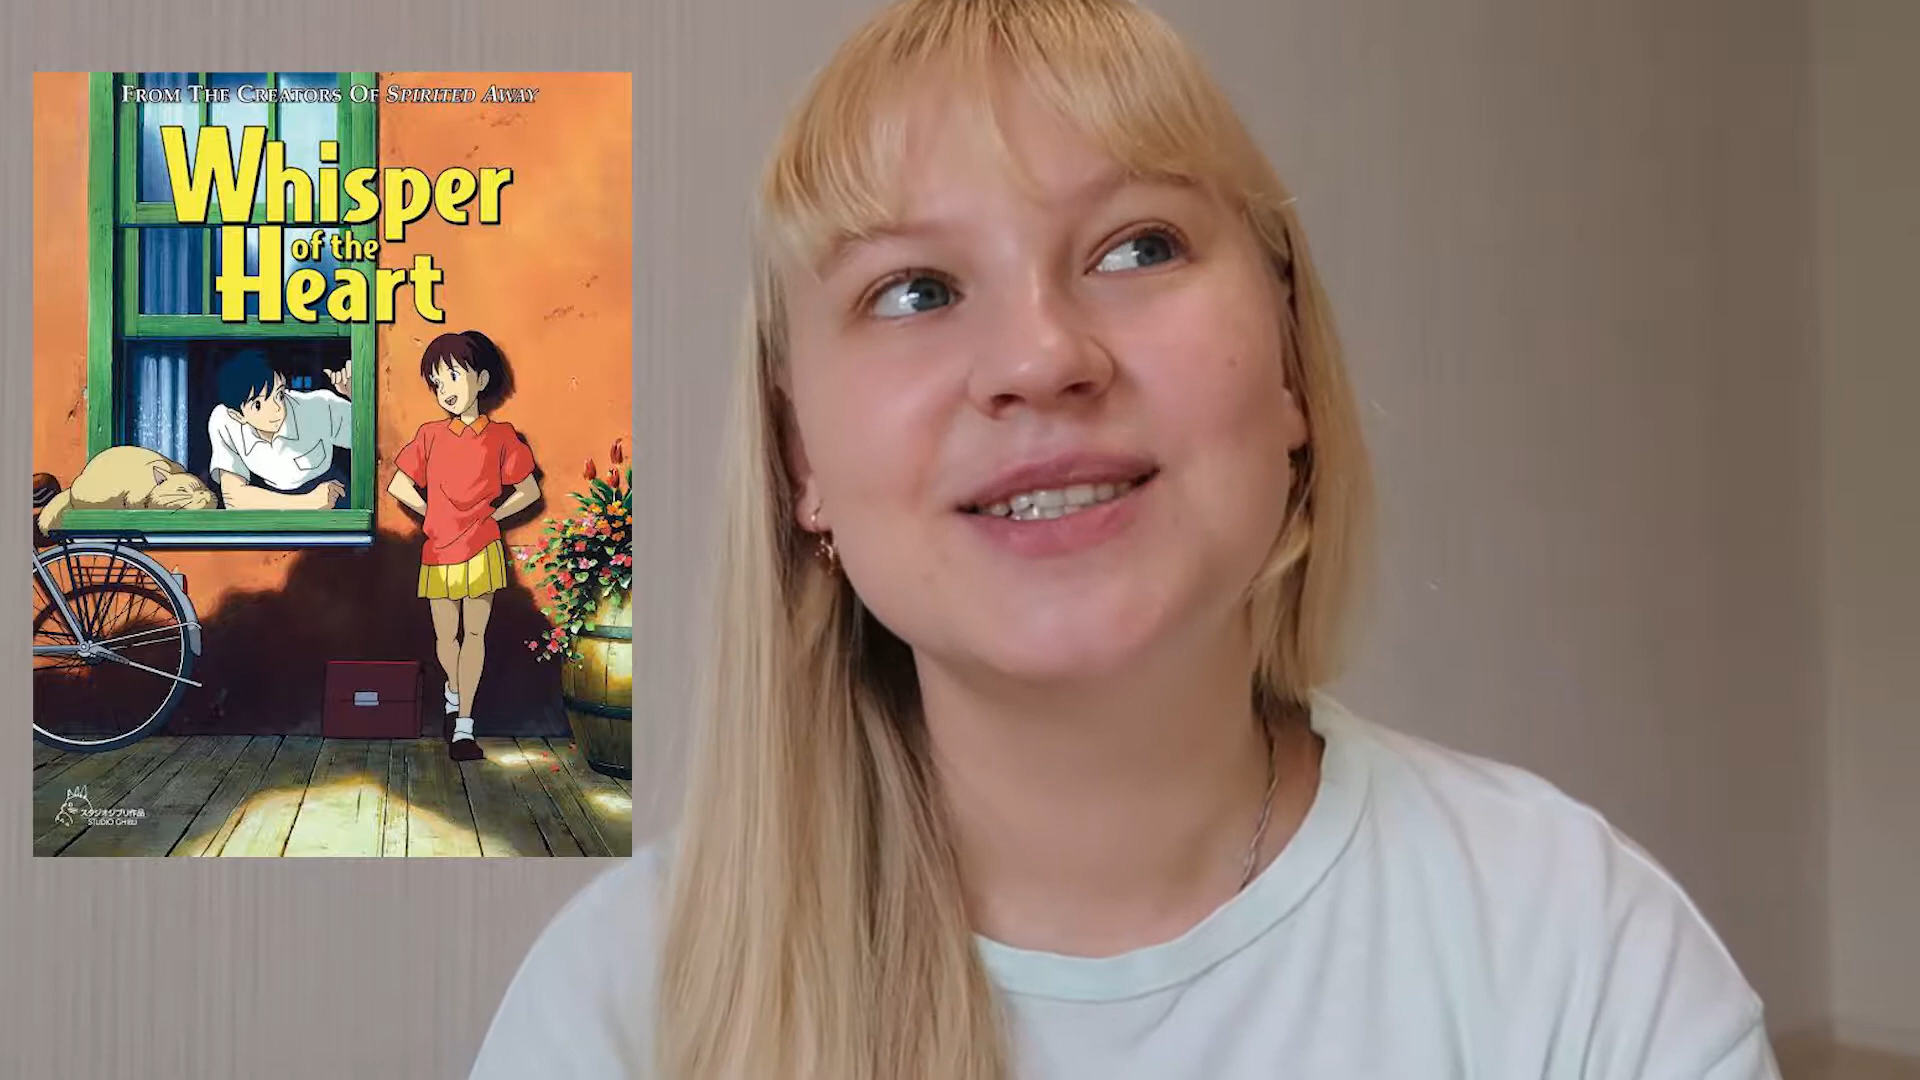 FROM THE CREATORS OF SPIRITED AWAY
Whisper
of the
Heart
スタジオジブリ作品
STUDIO GHIBLI